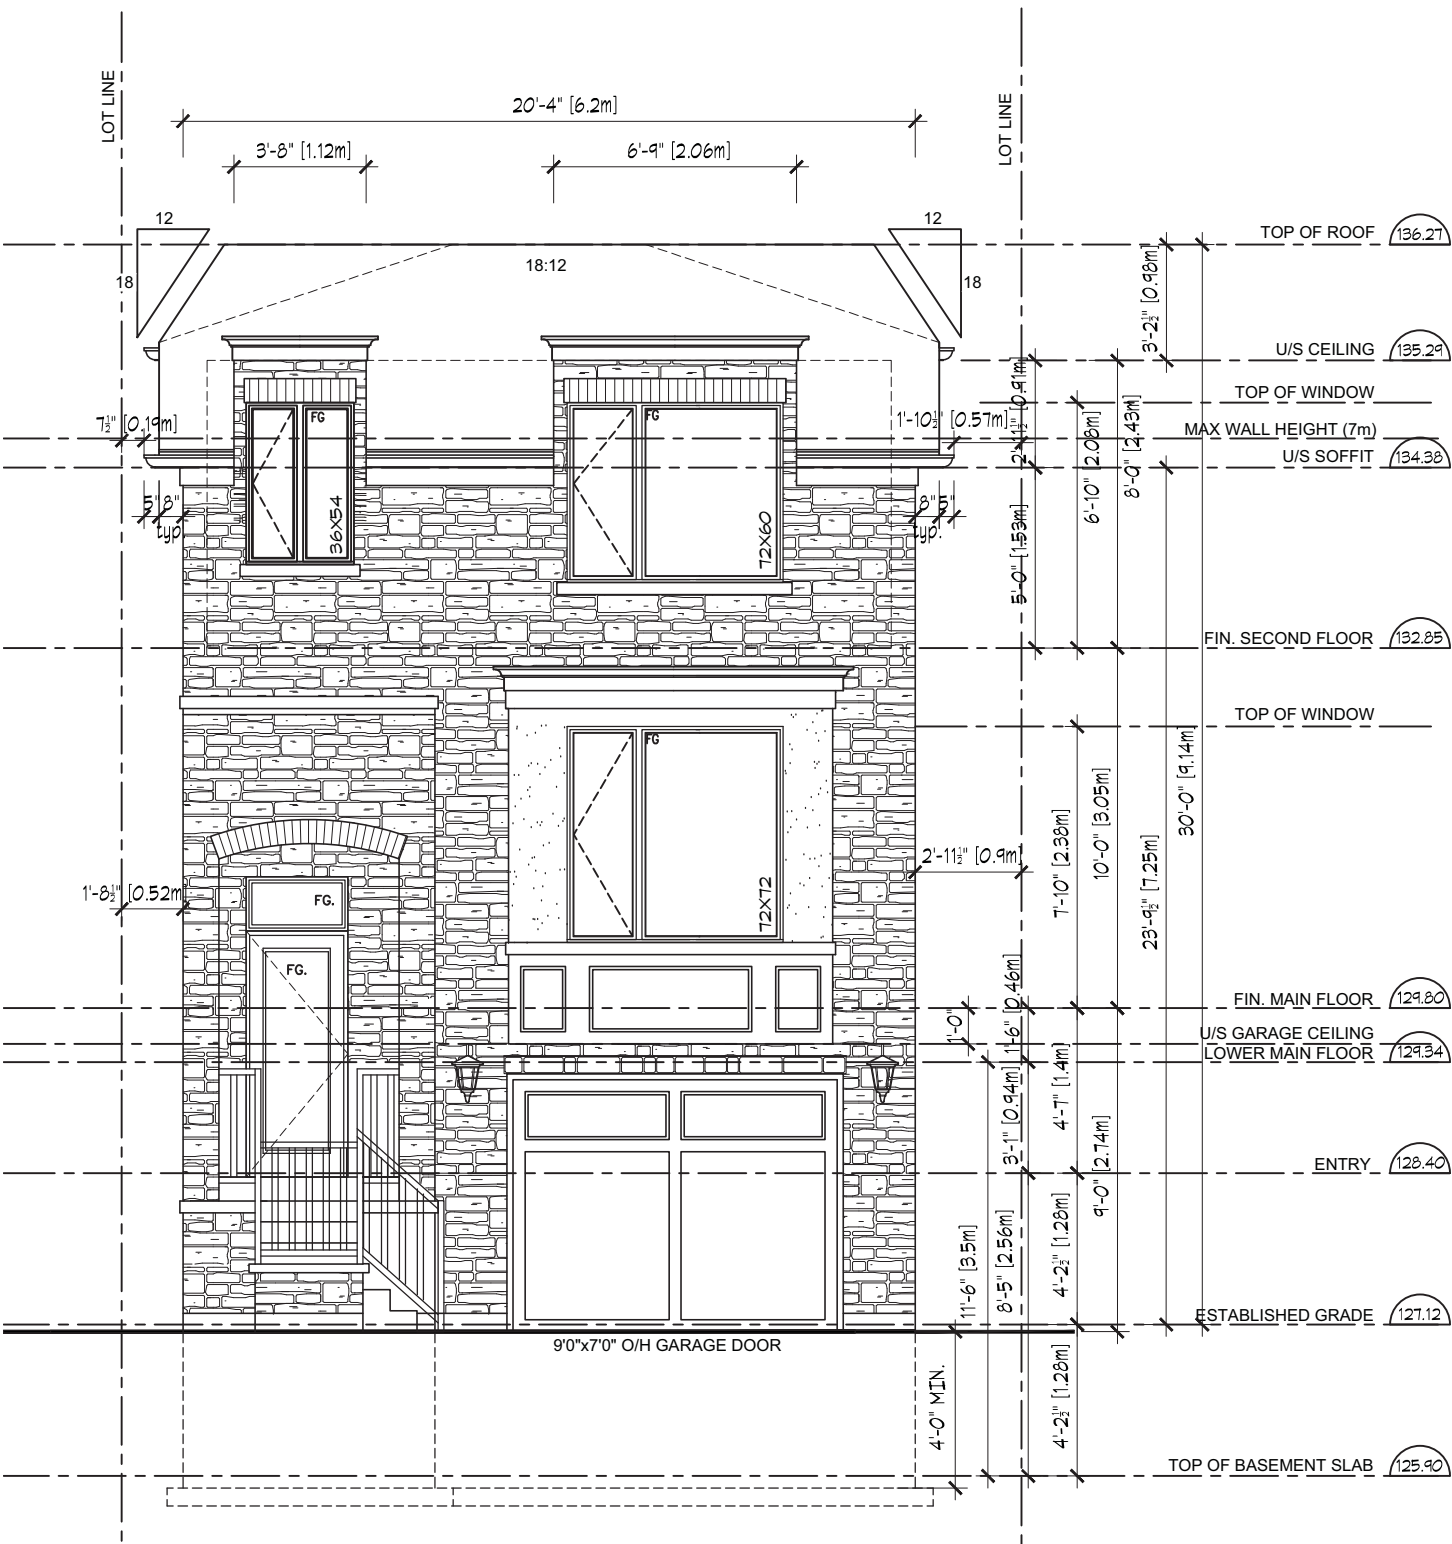 LOT LINE
LOT LINE
20'-4" [6.2m]
3'-8" [1.12m]
6'-9" [2.06m]
12
12
18
18
18:12
TOP OF ROOF 136.27
3'-2½" [0.98m]
U/S CEILING 135.29
TOP OF WINDOW
MAX WALL HEIGHT (7m)
U/S SOFFIT 134.38
7½" [0.19m]
1'-10½" [0.57m]
2'-11½" [0.91m]
6'-10" [2.08m]
8'-0" [2.43m]
FG
FG
36X54
72X60
5" 8"
typ.
8" 5"
typ.
5'-0" [1.53m]
FIN. SECOND FLOOR 132.85
TOP OF WINDOW
FG
72X72
7'-10" [2.38m]
10'-0" [3.05m]
23'-9½" [7.25m]
30'-0" [9.14m]
2'-11½" [0.9m]
1'-8½" [0.52m
FG.
FG.
FIN. MAIN FLOOR 129.80
1'-0"
1'-6" [0.46m]
U/S GARAGE CEILING
LOWER MAIN FLOOR 129.34
3'-1" [0.94m]
4'-7" [1.4m]
9'-0" [2.74m]
ENTRY 128.40
11'-6" [3.5m]
8'-5" [2.56m]
4'-2½" [1.28m]
ESTABLISHED GRADE 127.12
9'0"x7'0" O/H GARAGE DOOR
4'-0" MIN.
4'-2½" [1.28m]
TOP OF BASEMENT SLAB 125.90